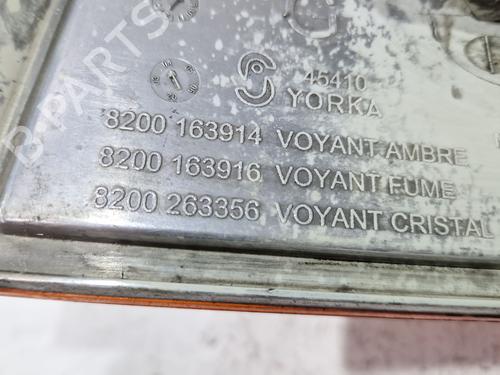 45410
YORKA
8200 163914 VOYANT AMBRE
8200 163916 VOYANT FUME
8200 263356 VOYANT CRISTAL
B-PARTS